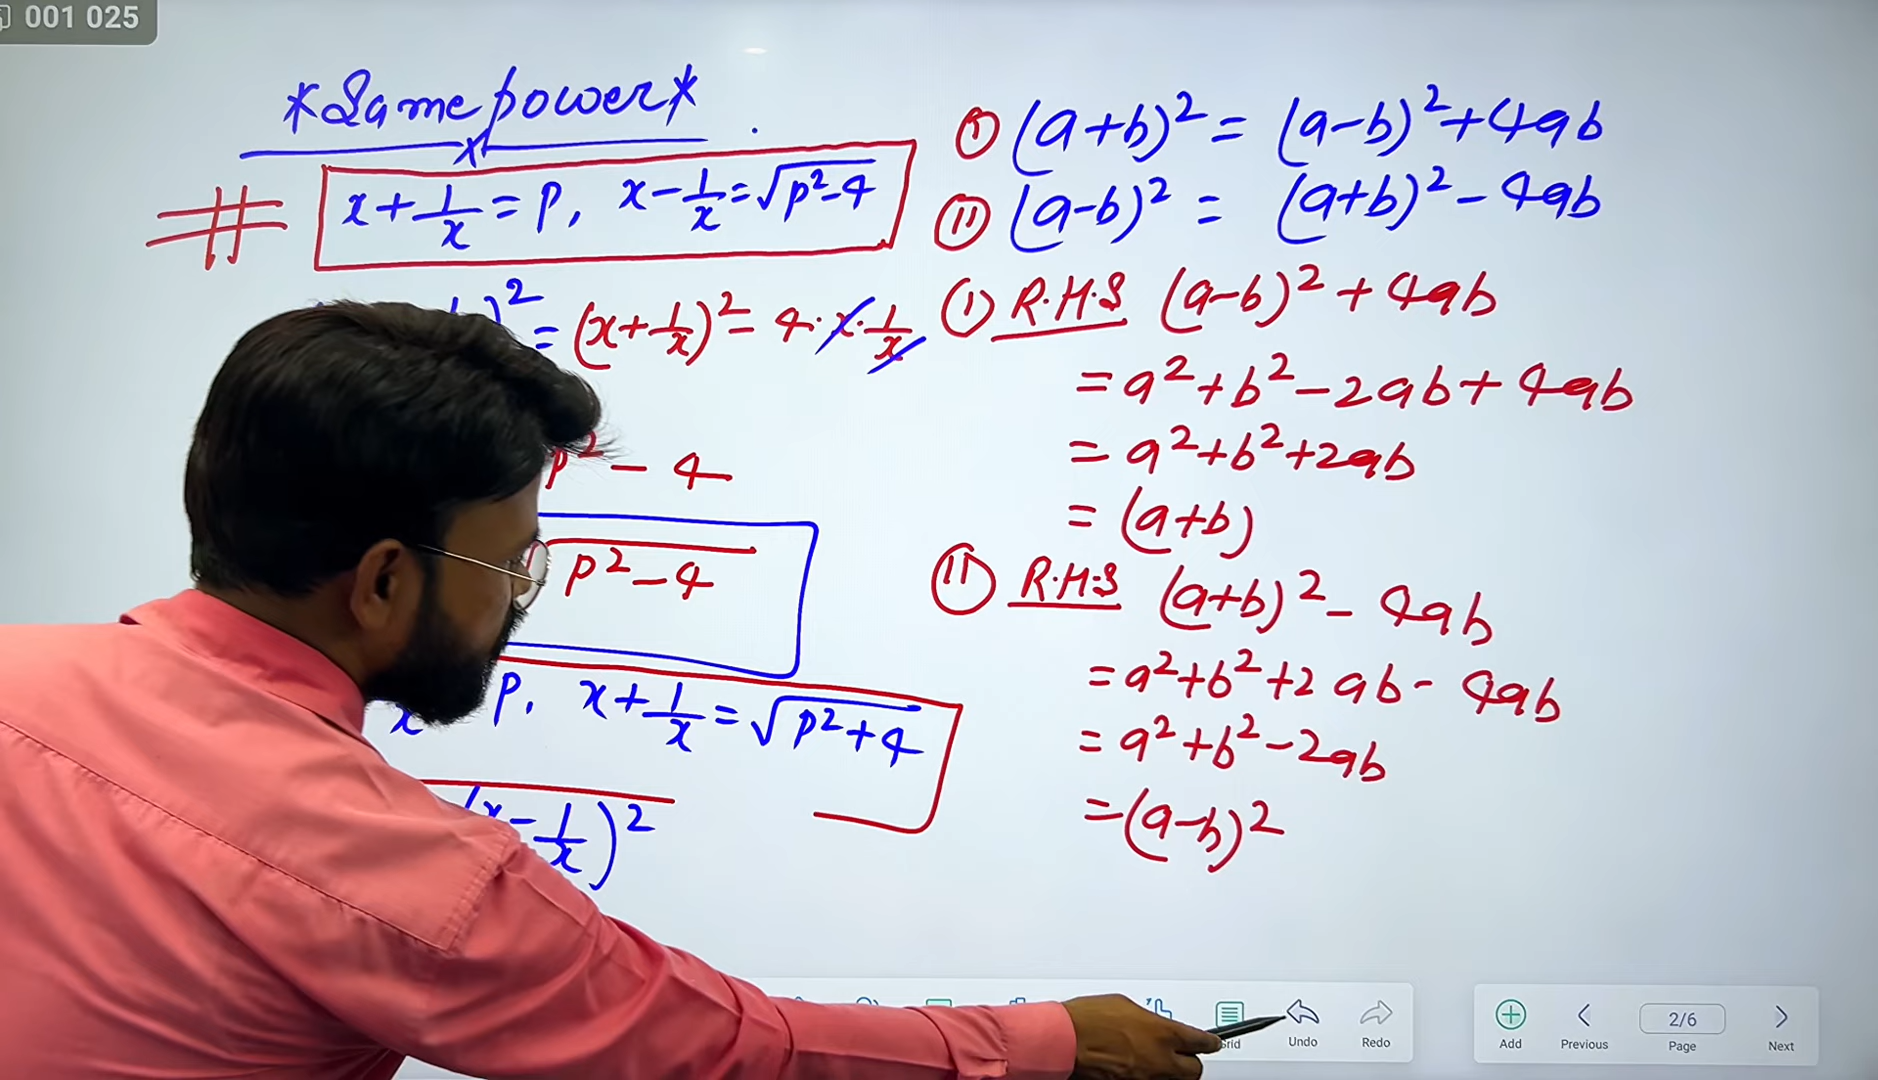 001 025
*Same power*
x + 1/x = P, x - 1/x = √P² - 4
)² = (x + 1/x)² - 4·x·1/x
P² - 4
P² - 4
x P, x + 1/x = √P² + 4
(x - 1/x)²
(I) (a+b)² = (a-b)² + 4ab
(II) (a-b)² = (a+b)² - 4ab
(I) R.H.S (a-b)² + 4ab
= a² + b² - 2ab + 4ab
= a² + b² + 2ab
= (a+b)
(II) R.H.S (a+b)² - 4ab
= a² + b² + 2ab - 4ab
= a² + b² - 2ab
= (a-b)²
Undo Redo
Add Previous 2/6 Page Next